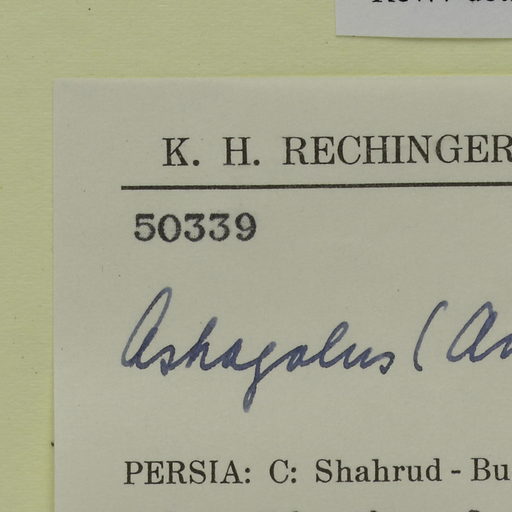 K. H. RECHINGER
50339
Astragalus (A
PERSIA: C: Shahrud - Bu